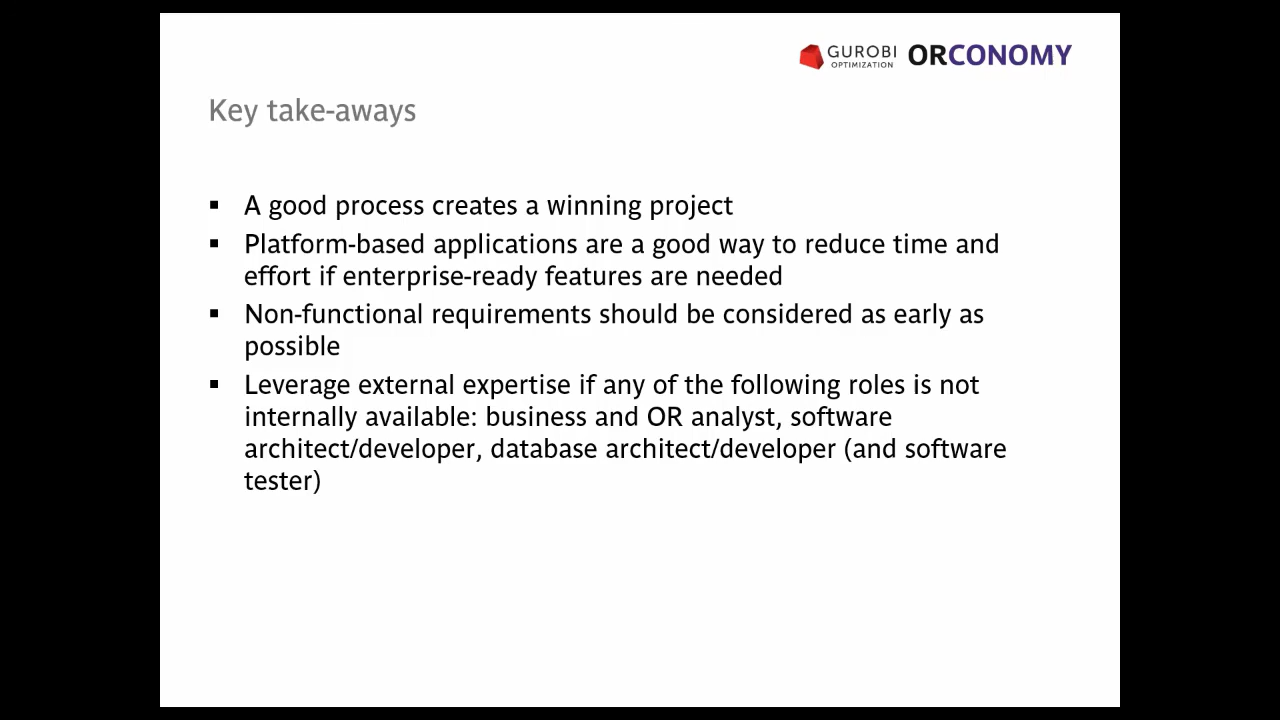 GUROBI
OPTIMIZATION
ORCONOMY
Key take-aways
▪ A good process creates a winning project
▪ Platform-based applications are a good way to reduce time and
effort if enterprise-ready features are needed
▪ Non-functional requirements should be considered as early as
possible
▪ Leverage external expertise if any of the following roles is not
internally available: business and OR analyst, software
architect/developer, database architect/developer (and software
tester)